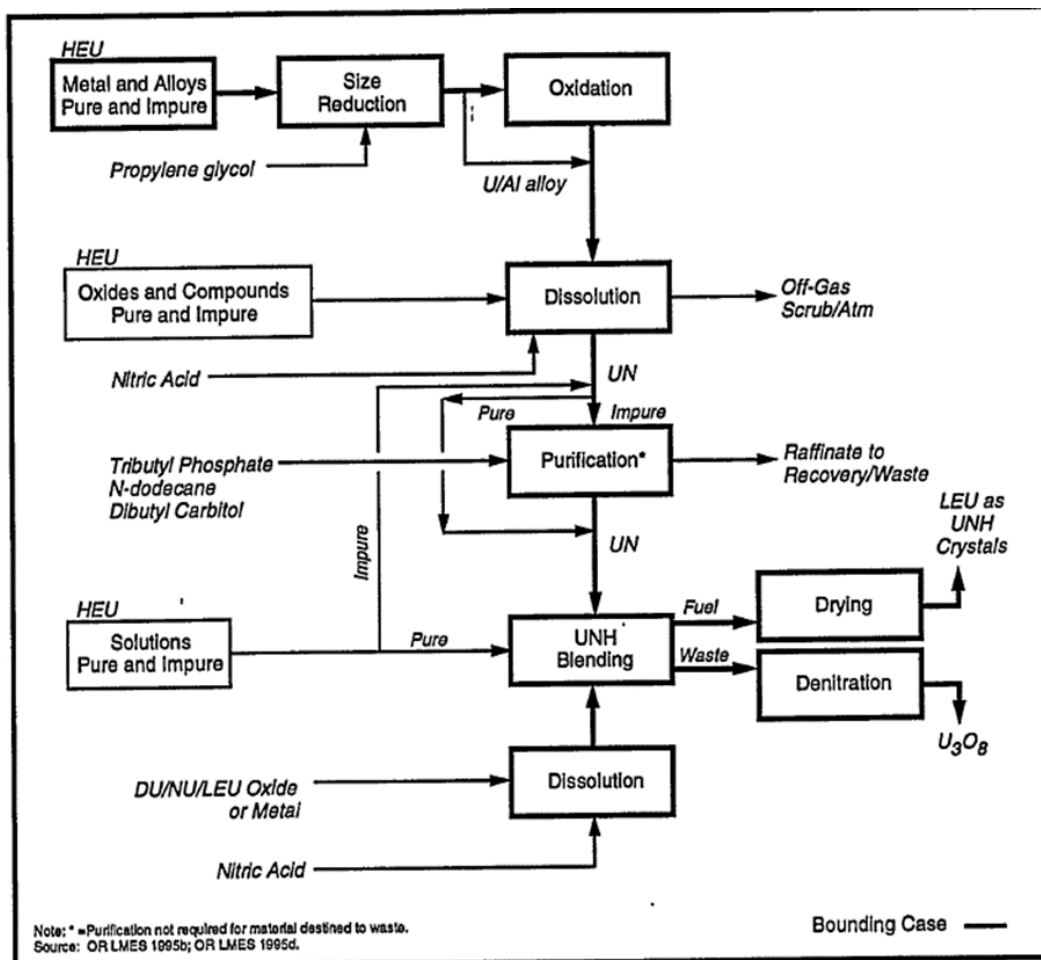 HEU
Metal and Alloys
Pure and Impure
Size
Reduction
Oxidation
Propylene glycol
U/Al alloy
HEU
Oxides and Compounds
Pure and Impure
Dissolution
Off-Gas
Scrub/Atm
Nitric Acid
UN
Pure
Impure
Tributyl Phosphate
N-dodecane
Dibutyl Carbitol
Purification*
Raffinate to
Recovery/Waste
UN
Impure
LEU as
UNH
Crystals
HEU
Solutions
Pure and Impure
Pure
UNH
Blending
Fuel
Waste
Drying
Denitration
U3O8
DU/NU/LEU Oxide
or Metal
Dissolution
Nitric Acid
Note: * =Purification not required for material destined to waste.
Source: OR LMES 1995b; OR LMES 1995d.
Bounding Case